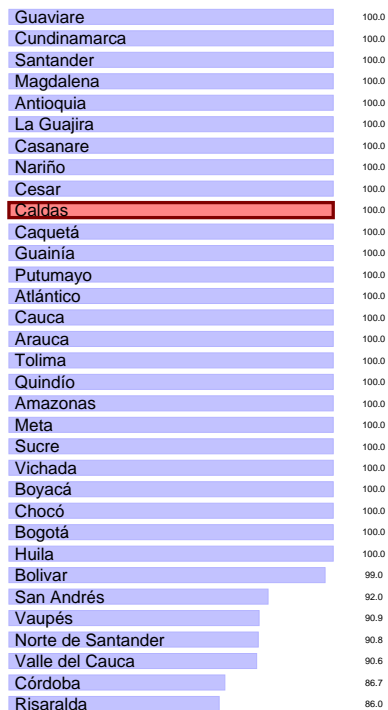 Guaviare 100.0
Cundinamarca 100.0
Santander 100.0
Magdalena 100.0
Antioquia 100.0
La Guajira 100.0
Casanare 100.0
Nariño 100.0
Cesar 100.0
Caldas 100.0
Caquetá 100.0
Guainía 100.0
Putumayo 100.0
Atlántico 100.0
Cauca 100.0
Arauca 100.0
Tolima 100.0
Quindío 100.0
Amazonas 100.0
Meta 100.0
Sucre 100.0
Vichada 100.0
Boyacá 100.0
Chocó 100.0
Bogotá 100.0
Huila 100.0
Bolivar 99.0
San Andrés 92.0
Vaupés 90.9
Norte de Santander 90.8
Valle del Cauca 90.6
Córdoba 86.7
Risaralda 86.0